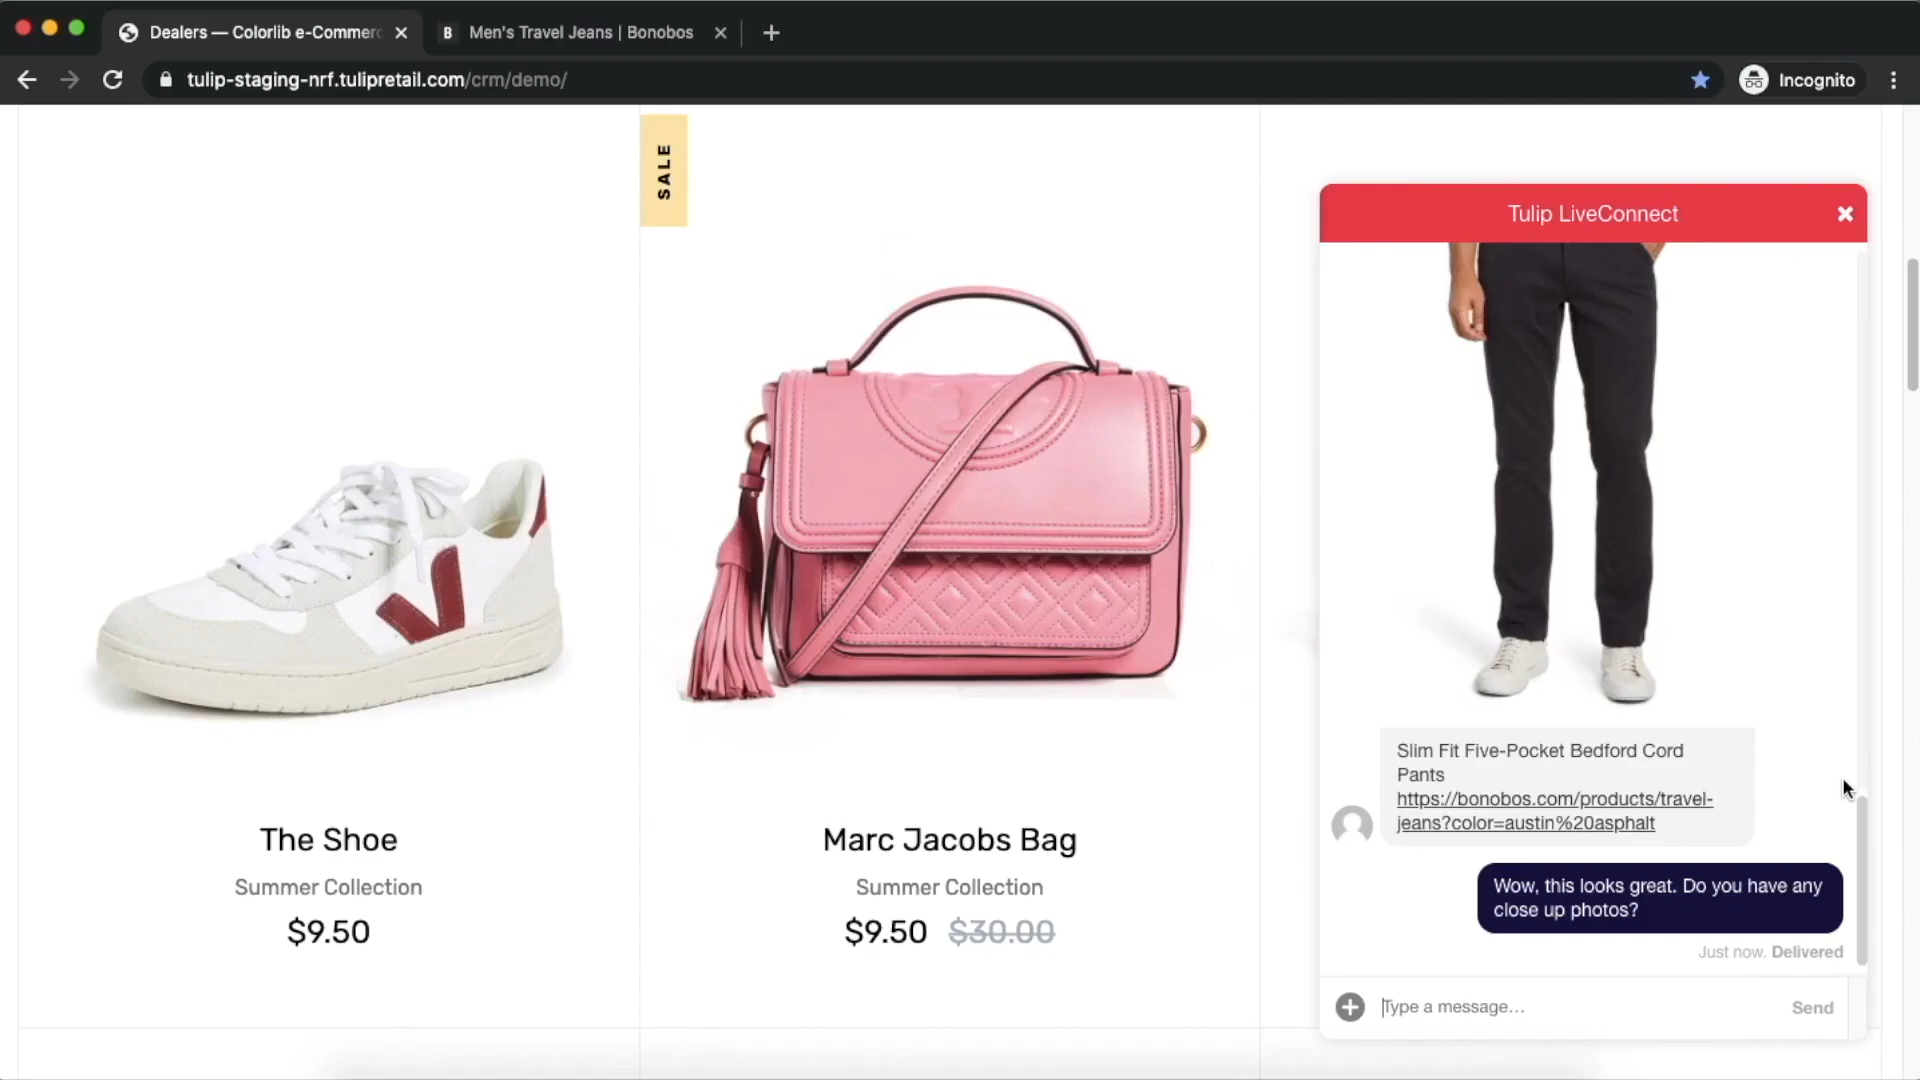 Dealers — Colorlib e-Commerc
B Men's Travel Jeans | Bonobos
tulip-staging-nrf.tulipretail.com/crm/demo/
Incognito
SALE
The Shoe
Summer Collection
$9.50
Marc Jacobs Bag
Summer Collection
$9.50 $30.00
Tulip LiveConnect
Slim Fit Five-Pocket Bedford Cord
Pants
https://bonobos.com/products/travel-
jeans?color=austin%20asphalt
Wow, this looks great. Do you have any
close up photos?
Just now. Delivered
Type a message...
Send